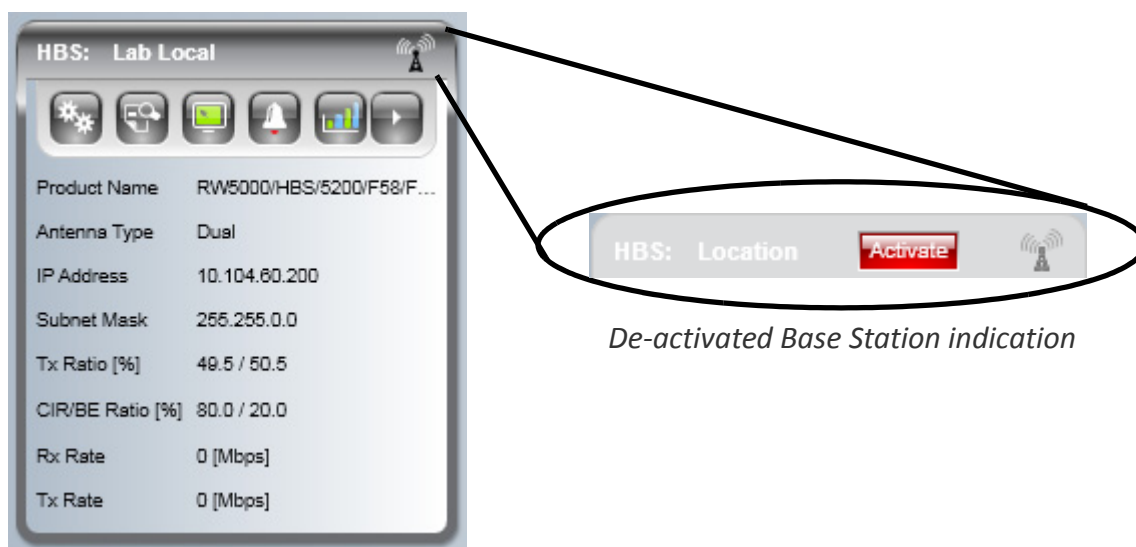 HBS: Lab Local
Product Name RW5000/HBS/5200/F58/F...
Antenna Type Dual
IP Address 10.104.60.200
Subnet Mask 255.255.0.0
Tx Ratio [%] 49.5 / 50.5
CIR/BE Ratio [%] 80.0 / 20.0
Rx Rate 0 [Mbps]
Tx Rate 0 [Mbps]
HBS: Location Activate
De-activated Base Station indication